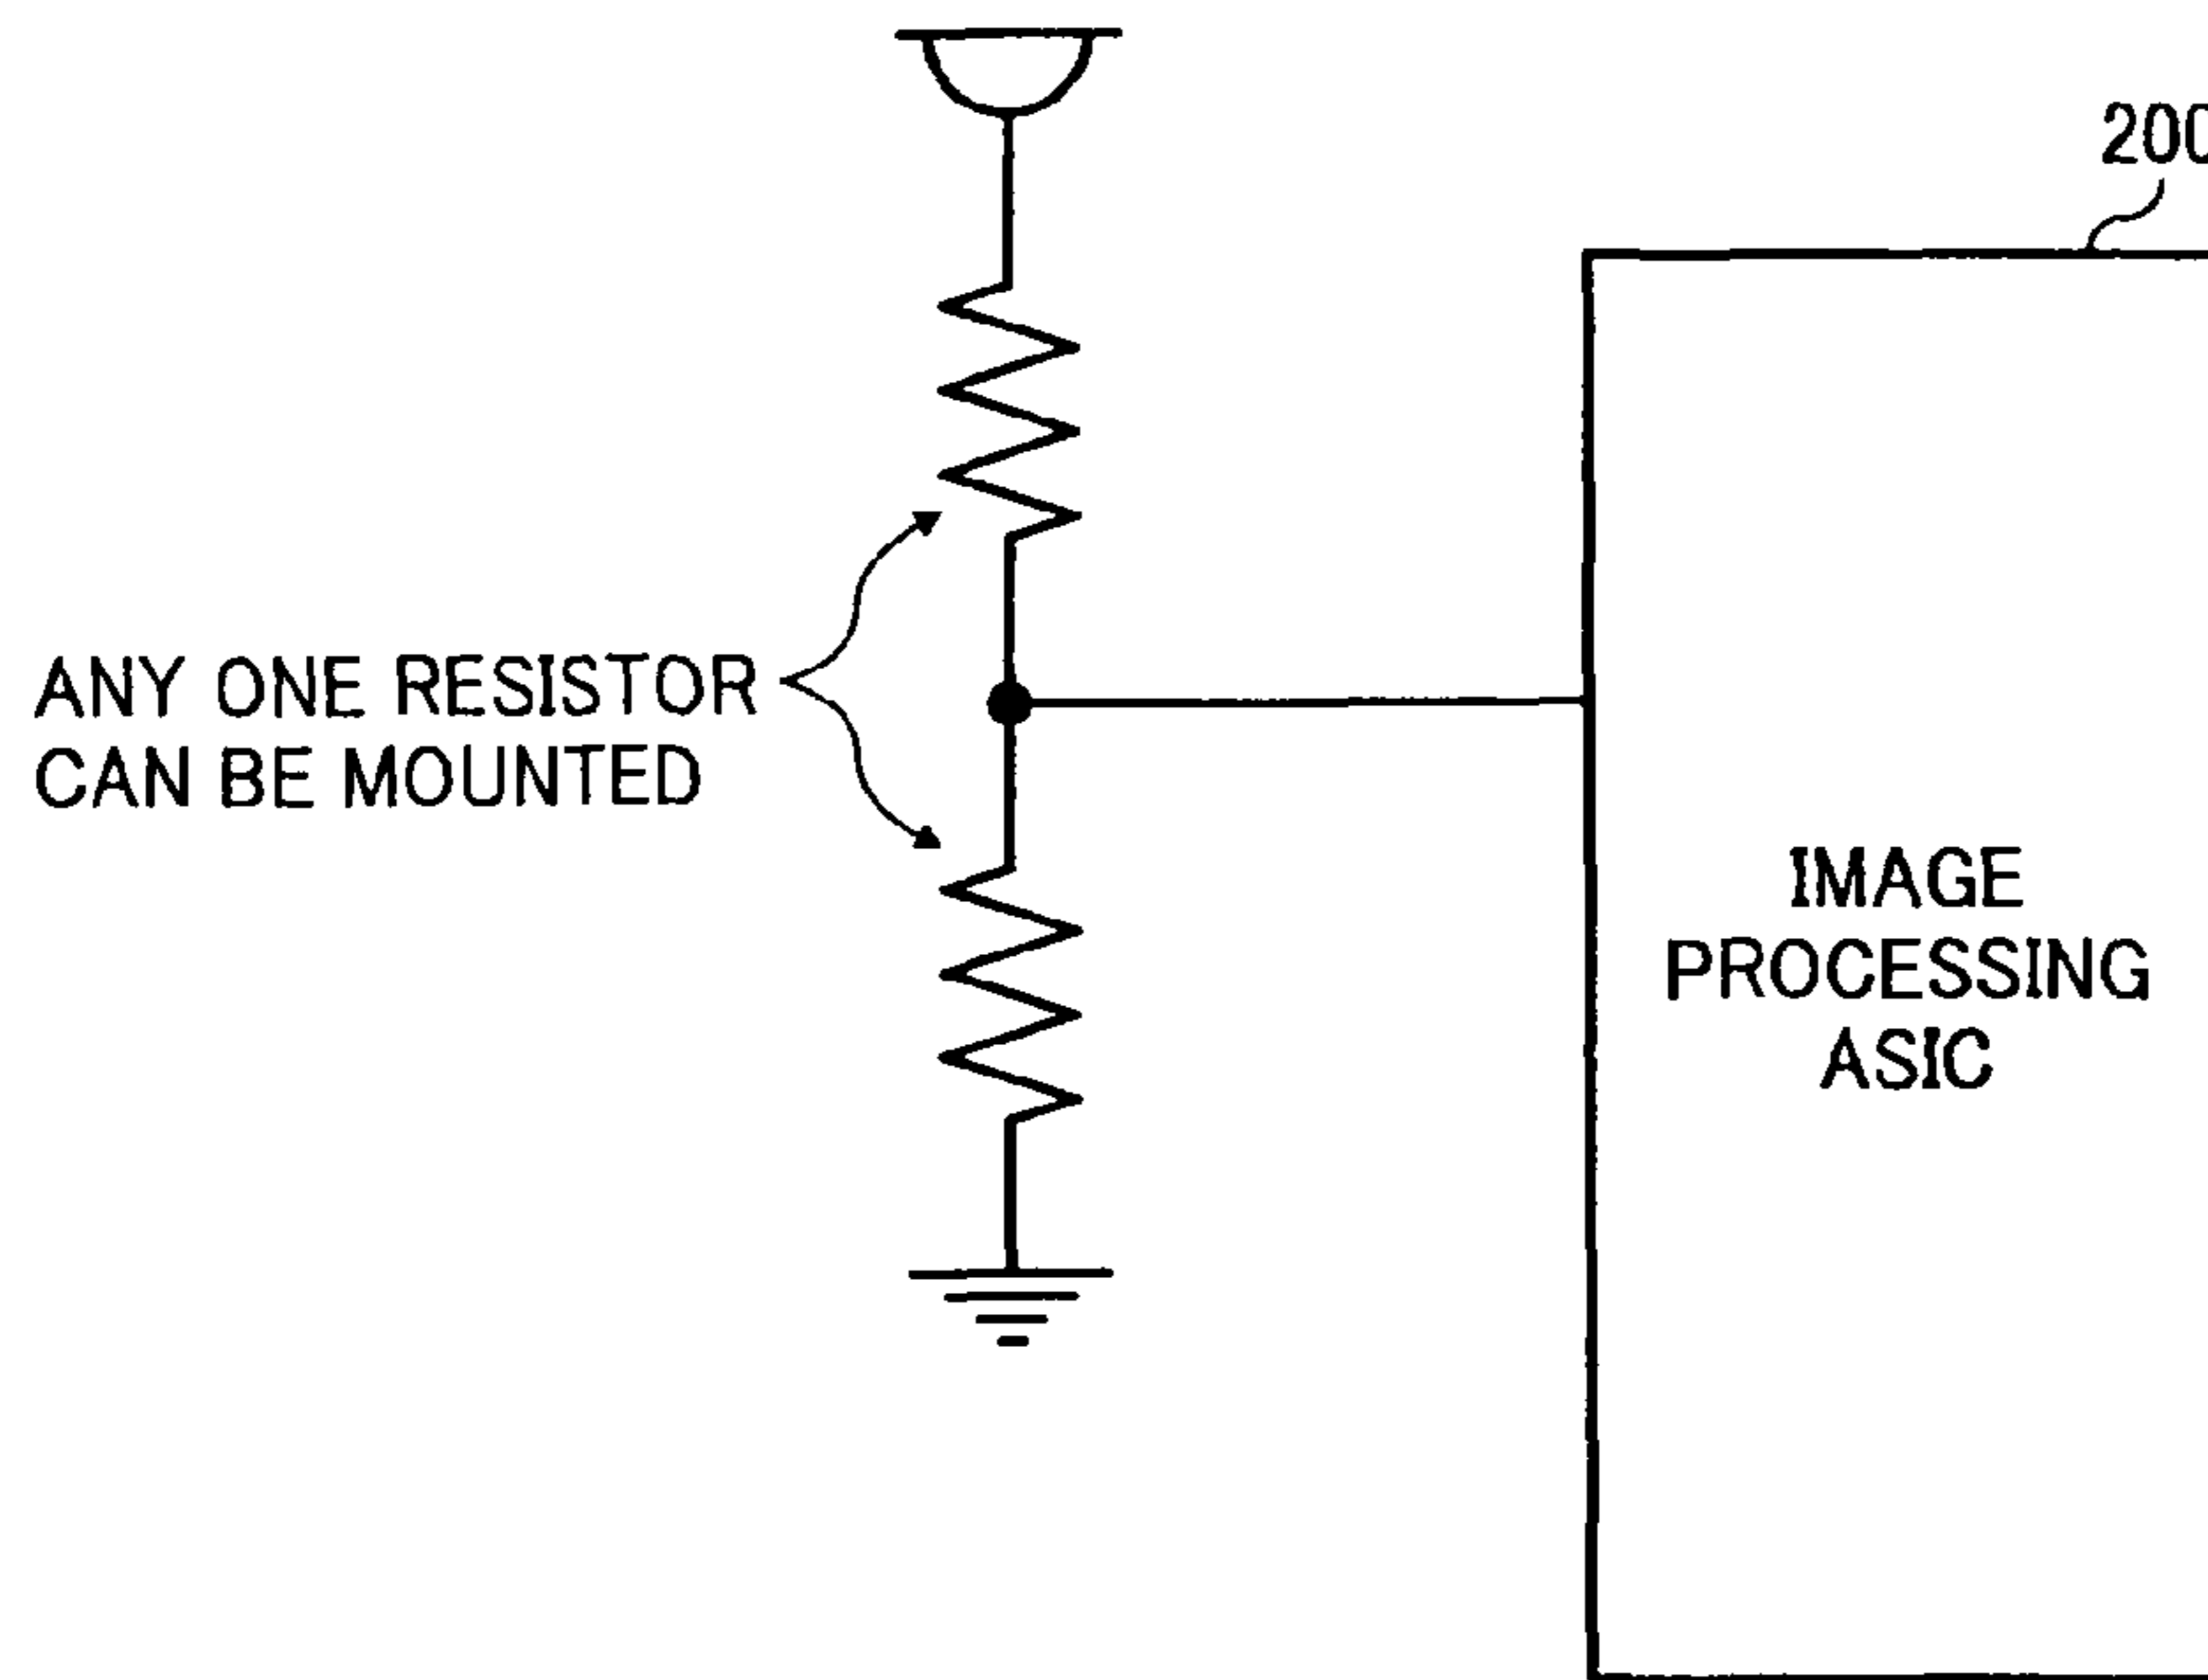 200
ANY ONE RESISTOR
CAN BE MOUNTED
IMAGE
PROCESSING
ASIC